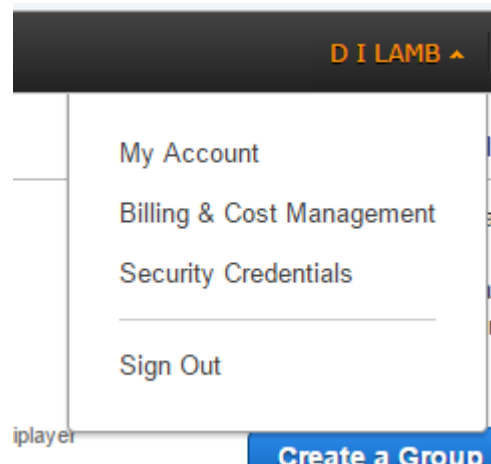 D I LAMB
My Account
Billing & Cost Management
Security Credentials
Sign Out
iplayer
Create a Group